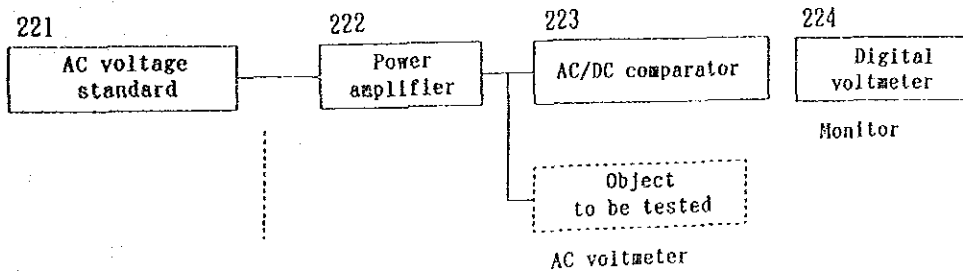 221
AC voltage
standard
222
Power
amplifier
223
AC/DC comparator
224
Digital
voltmeter
Monitor
Object
to be tested
AC voltmeter